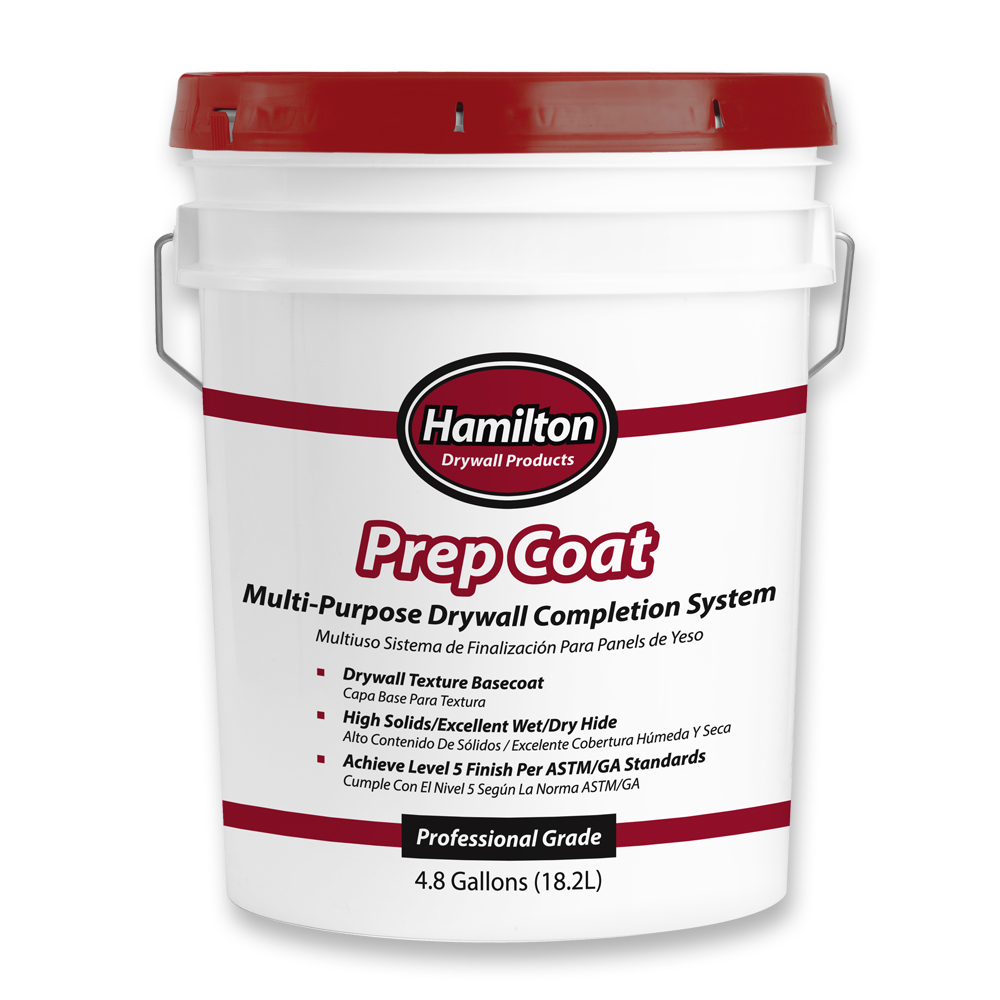 Hamilton
Drywall Products
Prep Coat
Multi-Purpose Drywall Completion System
Multiuso Sistema de Finalización Para Panels de Yeso
Drywall Texture Basecoat
Capa Base Para Textura
High Solids/Excellent Wet/Dry Hide
Alto Contenido De Sólidos / Excelente Cobertura Húmeda Y Seca
Achieve Level 5 Finish Per ASTM/GA Standards
Cumple Con El Nivel 5 Según La Norma ASTM/GA
Professional Grade
4.8 Gallons (18.2L)